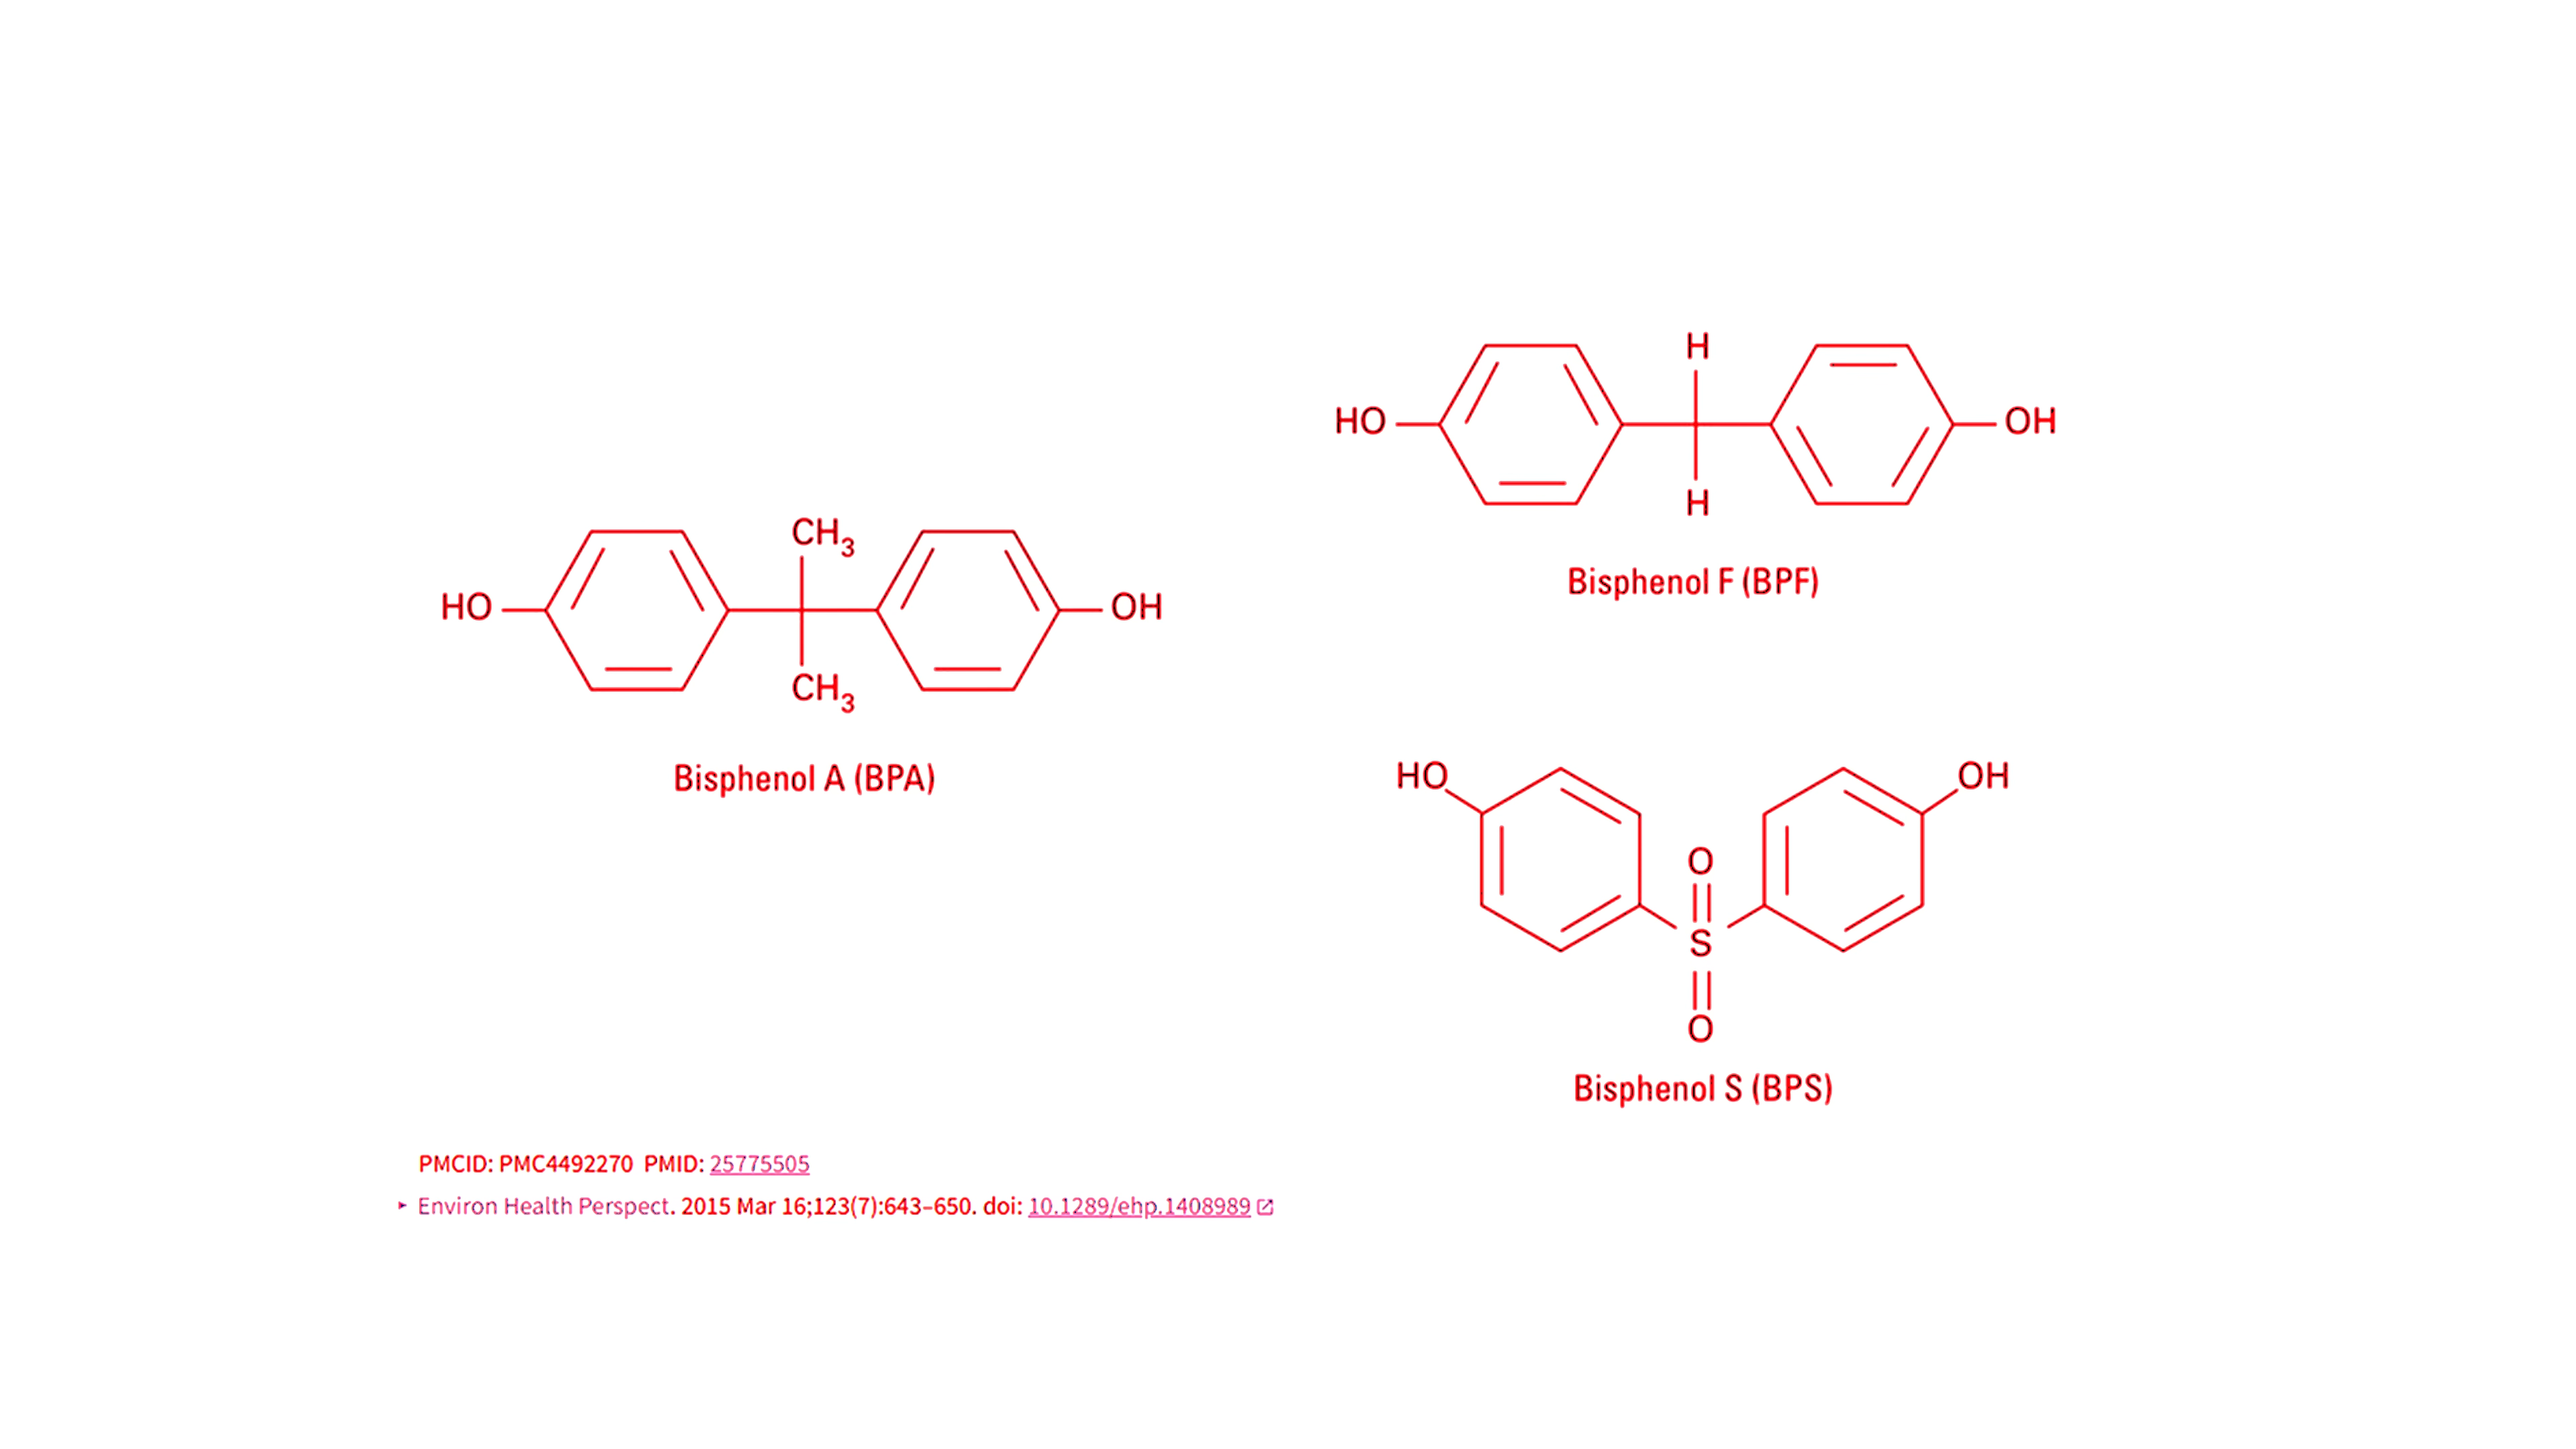 CH3
HO OH
CH3
Bisphenol A (BPA)
H
HO OH
H
Bisphenol F (BPF)
HO OH
O
S
O
Bisphenol S (BPS)
PMCID: PMC4492270 PMID: 25775505
▸ Environ Health Perspect. 2015 Mar 16;123(7):643–650. doi: 10.1289/ehp.1408989